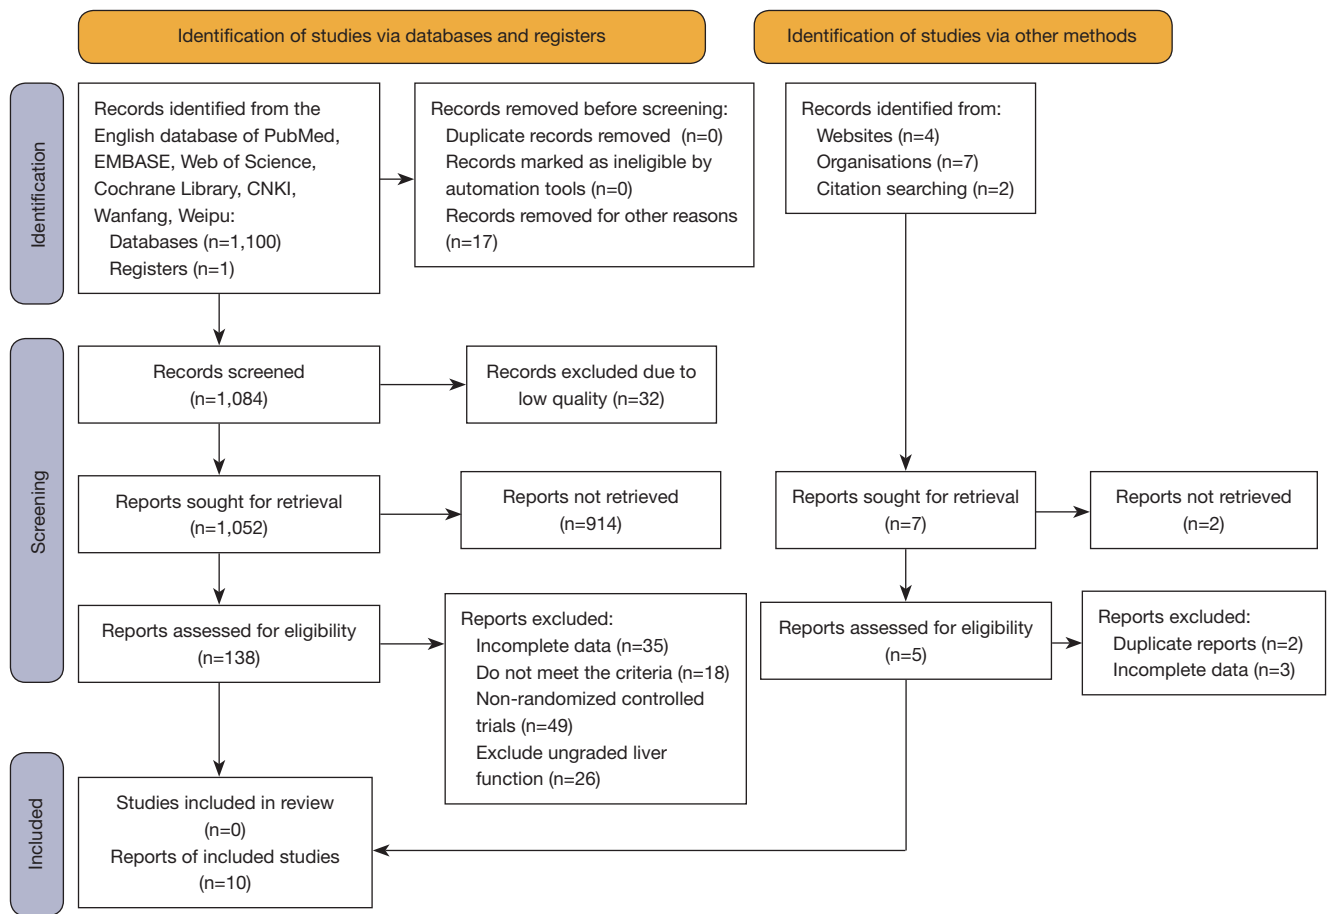 Identification of studies via databases and registers
Identification of studies via other methods
Identification
Records identified from the
English database of PubMed,
EMBASE, Web of Science,
Cochrane Library, CNKI,
Wanfang, Weipu:
Databases (n=1,100)
Registers (n=1)
Records removed before screening:
Duplicate records removed (n=0)
Records marked as ineligible by
automation tools (n=0)
Records removed for other reasons
(n=17)
Records identified from:
Websites (n=4)
Organisations (n=7)
Citation searching (n=2)
Screening
Records screened
(n=1,084)
Records excluded due to
low quality (n=32)
Reports sought for retrieval
(n=1,052)
Reports not retrieved
(n=914)
Reports sought for retrieval
(n=7)
Reports not retrieved
(n=2)
Reports assessed for eligibility
(n=138)
Reports excluded:
Incomplete data (n=35)
Do not meet the criteria (n=18)
Non-randomized controlled
trials (n=49)
Exclude ungraded liver
function (n=26)
Reports assessed for eligibility
(n=5)
Reports excluded:
Duplicate reports (n=2)
Incomplete data (n=3)
Included
Studies included in review
(n=0)
Reports of included studies
(n=10)